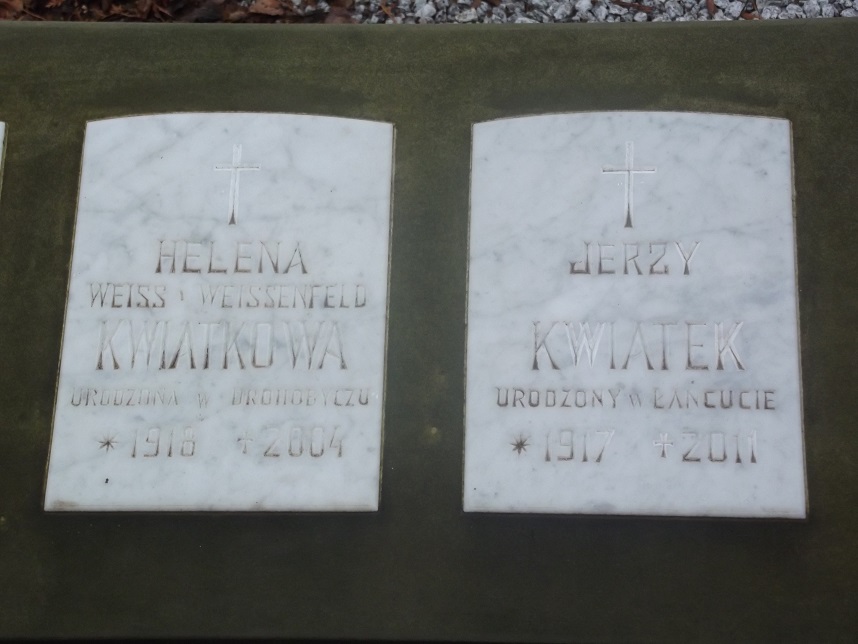 HELENA
WEISS V WEISSENFELD
KWIATKOWA
URODZONA W DROHOBYCZU
* 1918 + 2004
JERZY
KWIATEK
URODZONY W ŁAŃCUCIE
* 1917 + 2011